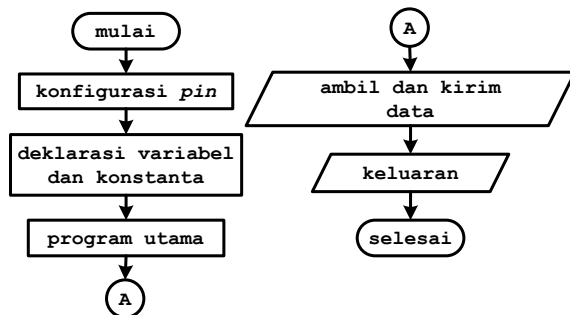 mulai
konfigurasi pin
deklarasi variabel
dan konstanta
program utama
A
A
ambil dan kirim
data
keluaran
selesai